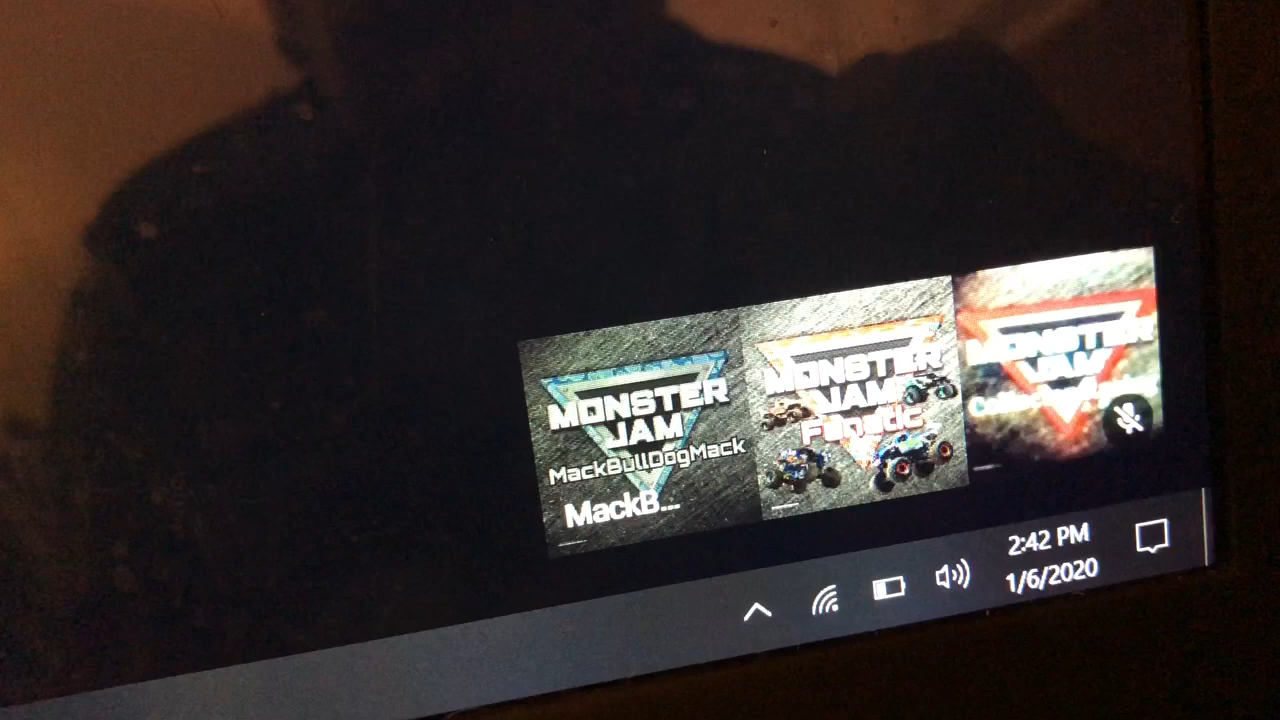 MONSTER
JAM
MackBullDogMack
MackB...
MONSTER
JAM
Fanatic
MONSTER
JAM
2:42 PM
1/6/2020